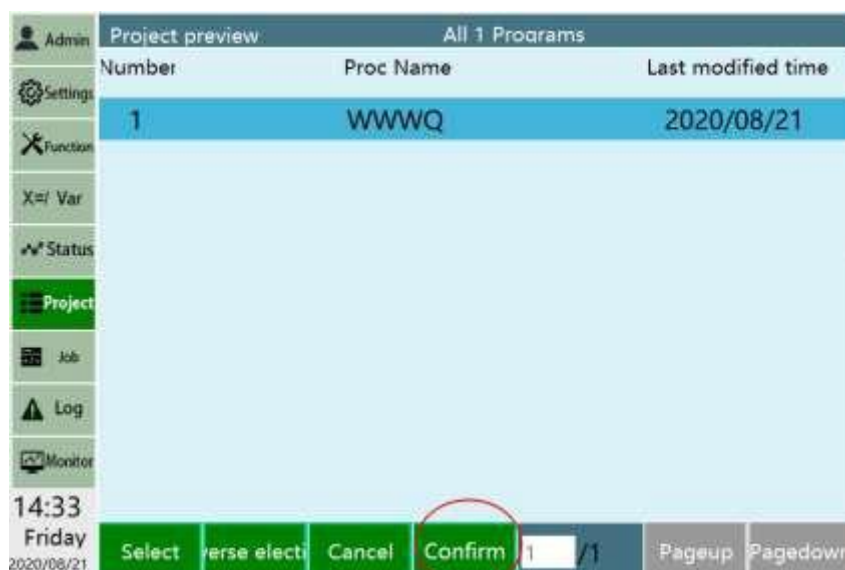 Admin
Settings
Function
X=/ Var
Status
Project
Job
Log
Monitor
14:33
Friday
2020/08/21
Project preview All 1 Programs
Number Proc Name Last modified time
1 WWWQ 2020/08/21
Select verse electi Cancel Confirm 1 /1 Pageup Pagedown